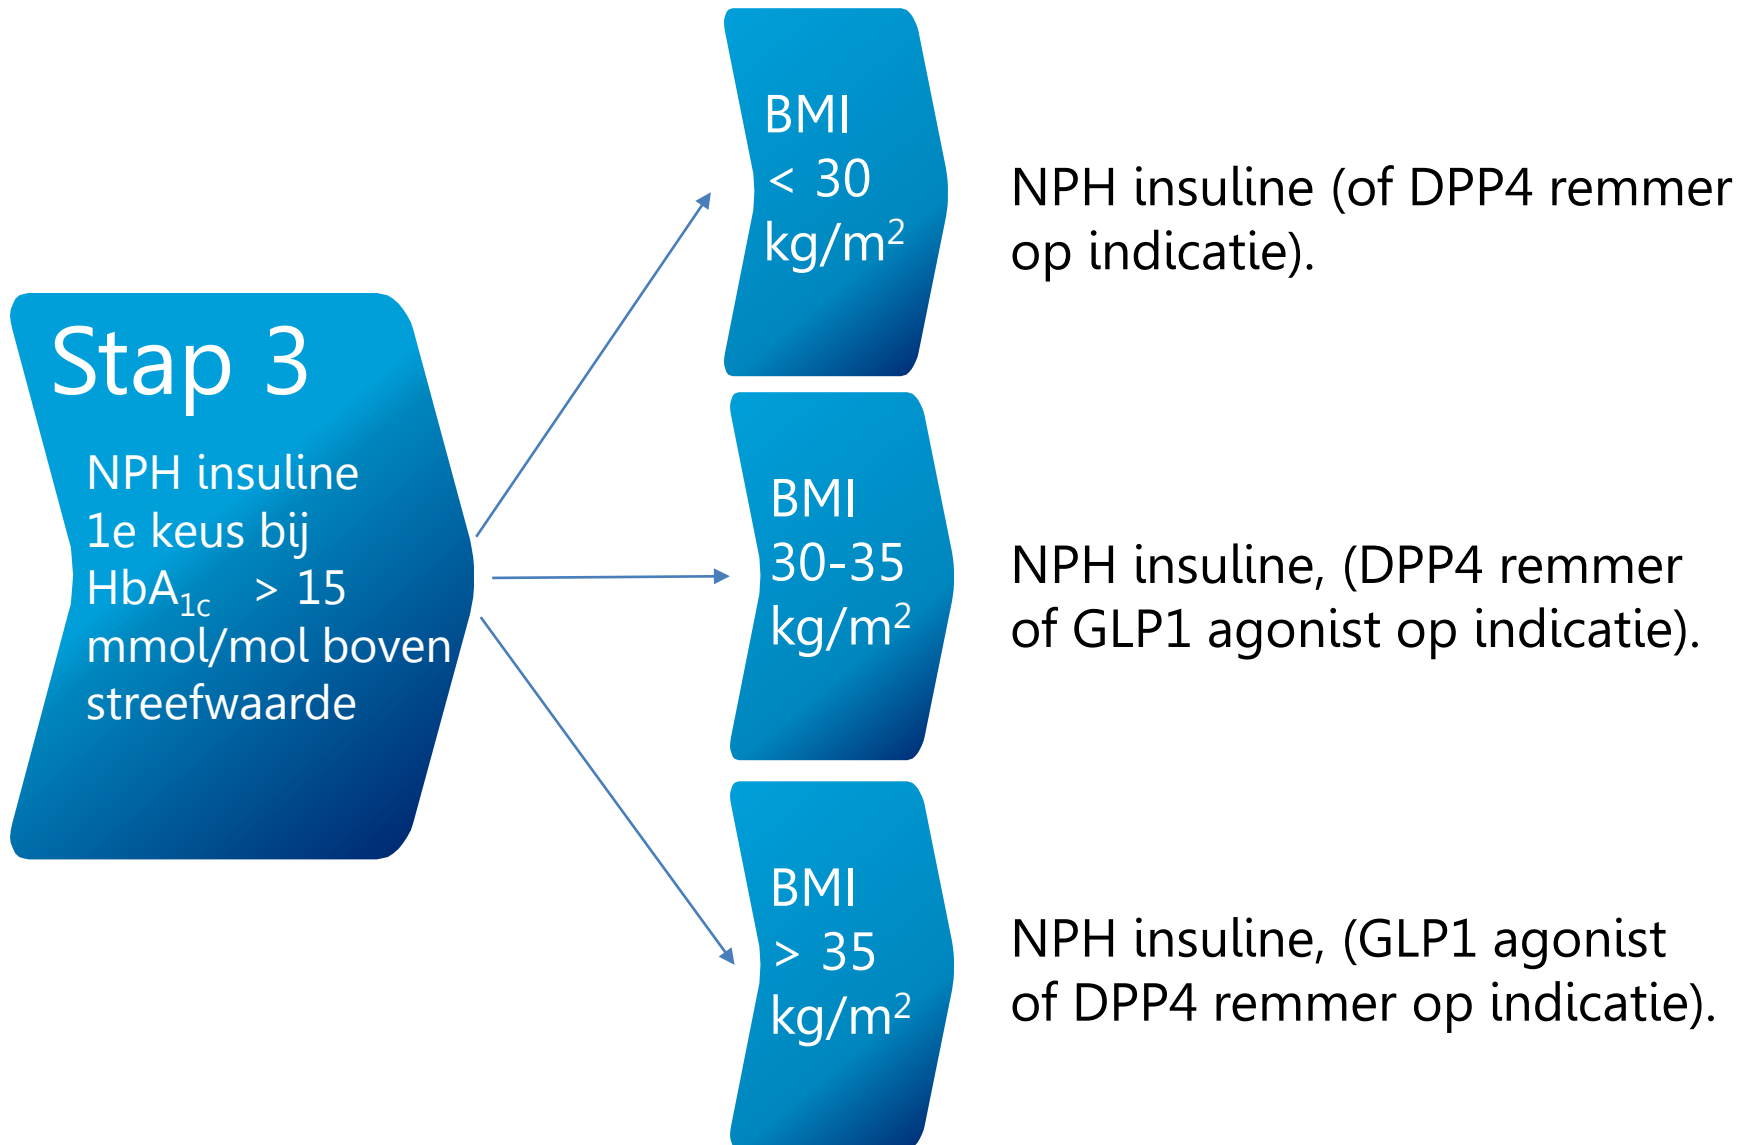 Stap 3
NPH insuline
1e keus bij
HbA₁c > 15
mmol/mol boven
streefwaarde
BMI
< 30
kg/m²
NPH insuline (of DPP4 remmer
op indicatie).
BMI
30-35
kg/m²
NPH insuline, (DPP4 remmer
of GLP1 agonist op indicatie).
BMI
> 35
kg/m²
NPH insuline, (GLP1 agonist
of DPP4 remmer op indicatie).